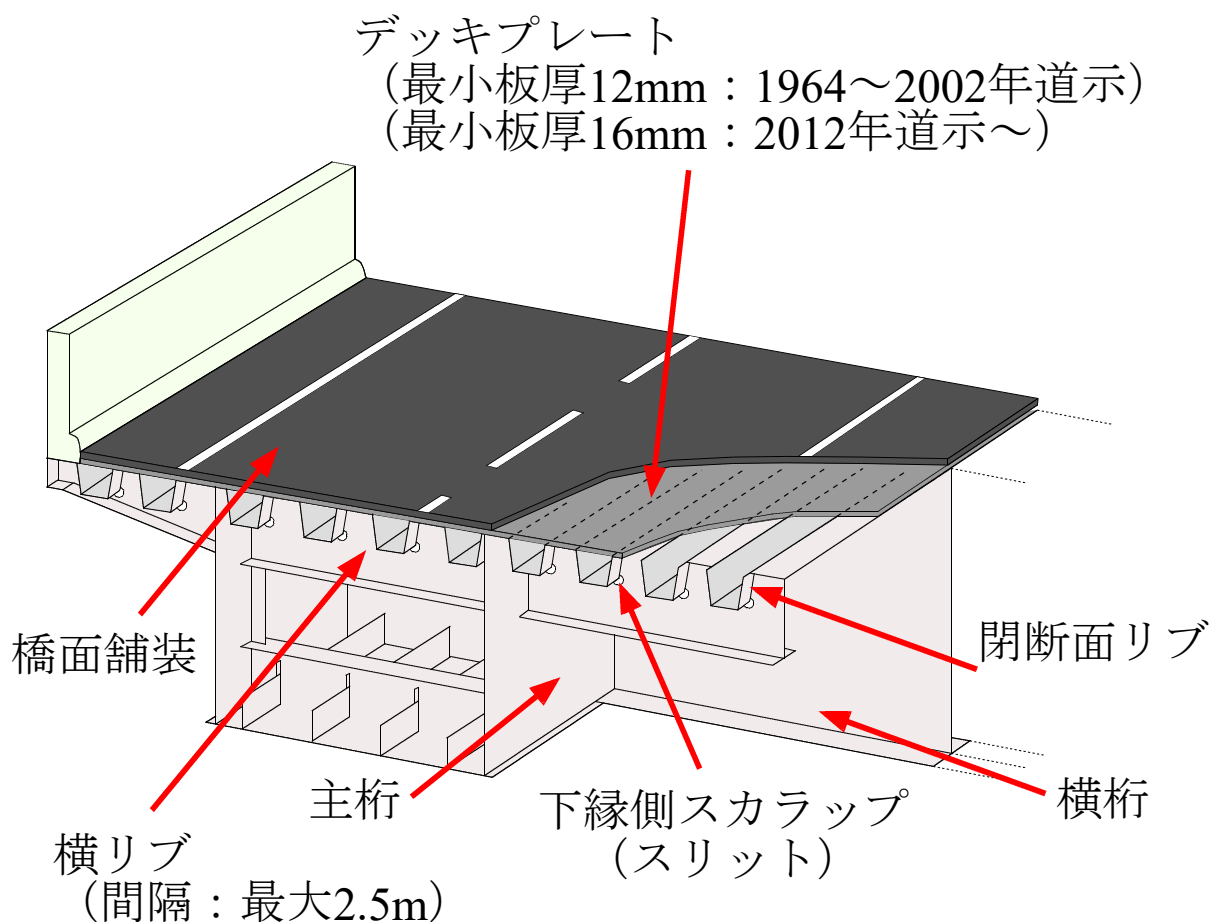 デッキプレート
（最小板厚12mm：1964～2002年道示）
（最小板厚16mm：2012年道示～）
橋面舗装
閉断面リブ
主桁
下縁側スカラップ
（スリット）
横桁
横リブ
（間隔：最大2.5m）